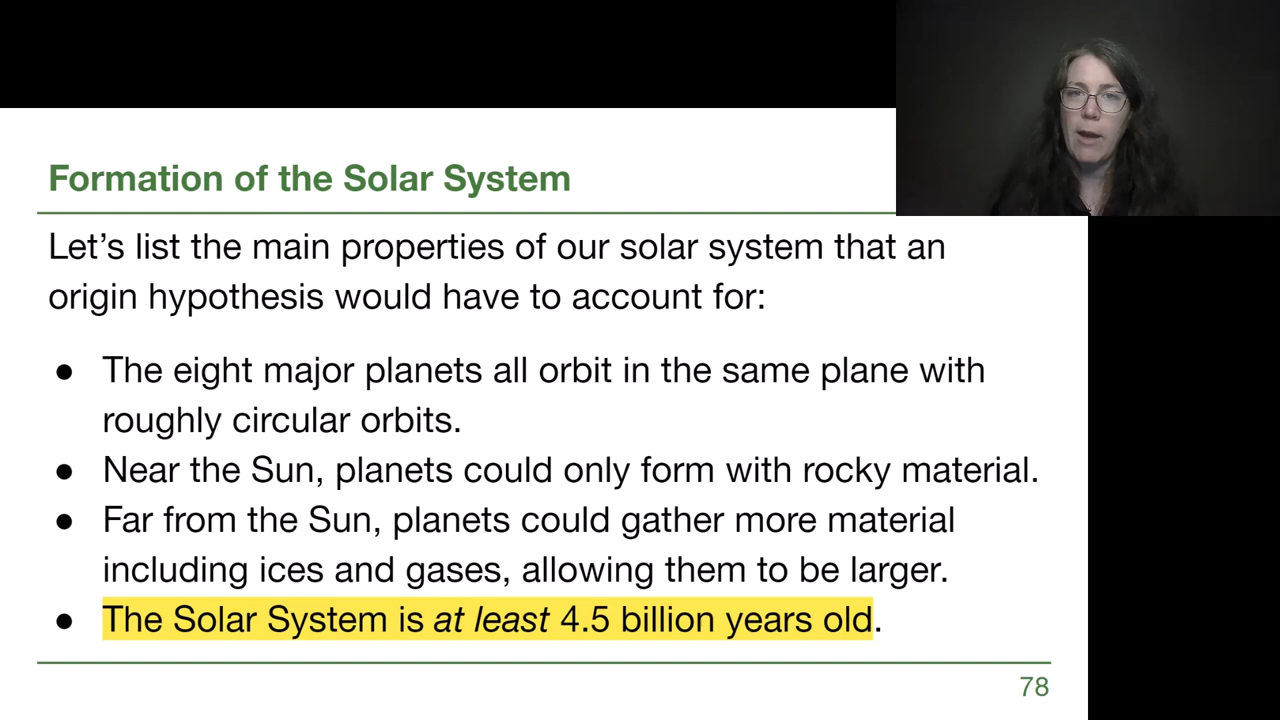 Formation of the Solar System
Let’s list the main properties of our solar system that an
origin hypothesis would have to account for:
● The eight major planets all orbit in the same plane with
roughly circular orbits.
● Near the Sun, planets could only form with rocky material.
● Far from the Sun, planets could gather more material
including ices and gases, allowing them to be larger.
● The Solar System is at least 4.5 billion years old.
78